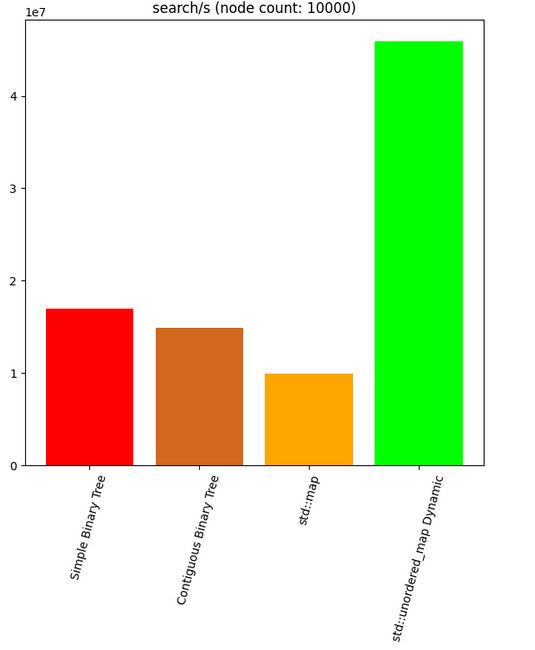 search/s (node count: 10000)
1e7
4
3
2
1
0
Simple Binary Tree
Contiguous Binary Tree
std::map
std::unordered_map Dynamic